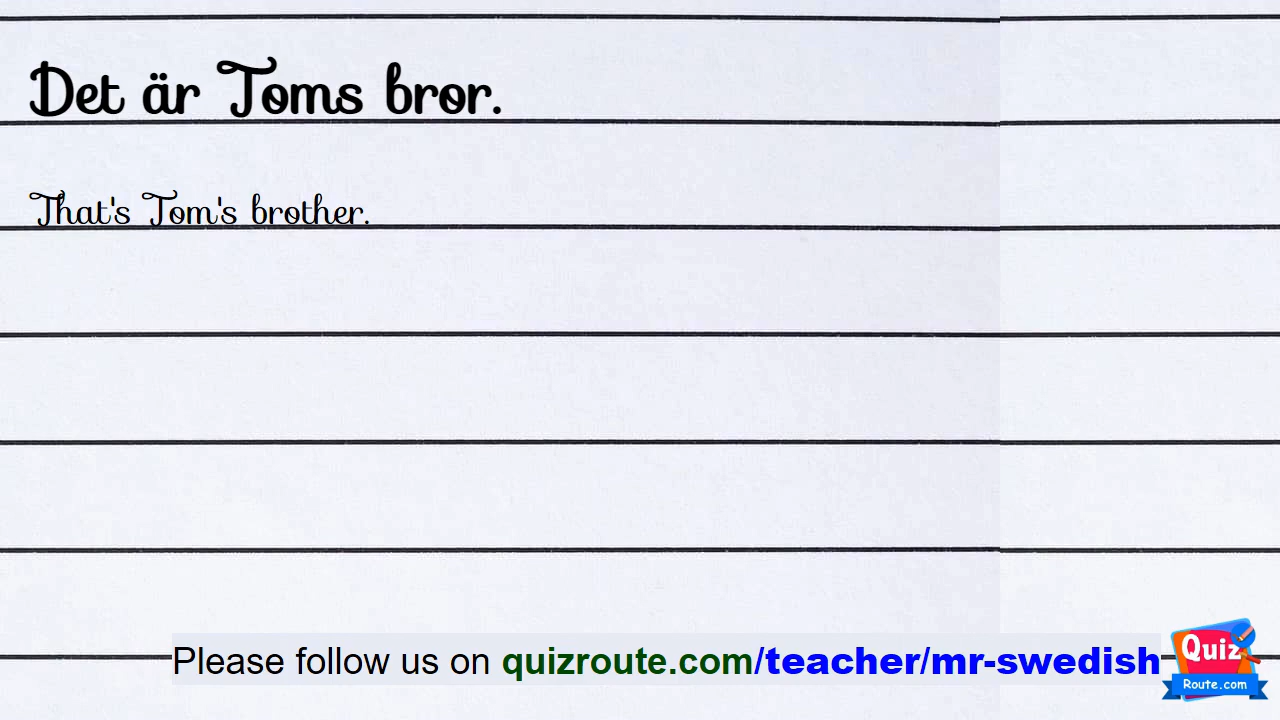 Det är Toms bror.
That's Tom's brother.
Please follow us on quizroute.com/teacher/mr-swedish
Quiz
Route.com